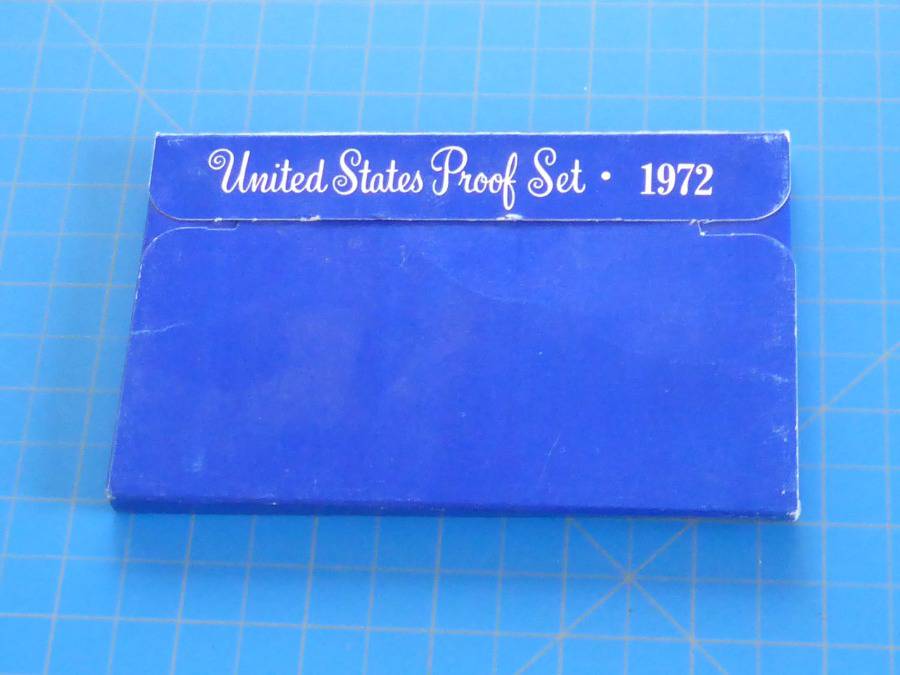 United States Proof Set • 1972